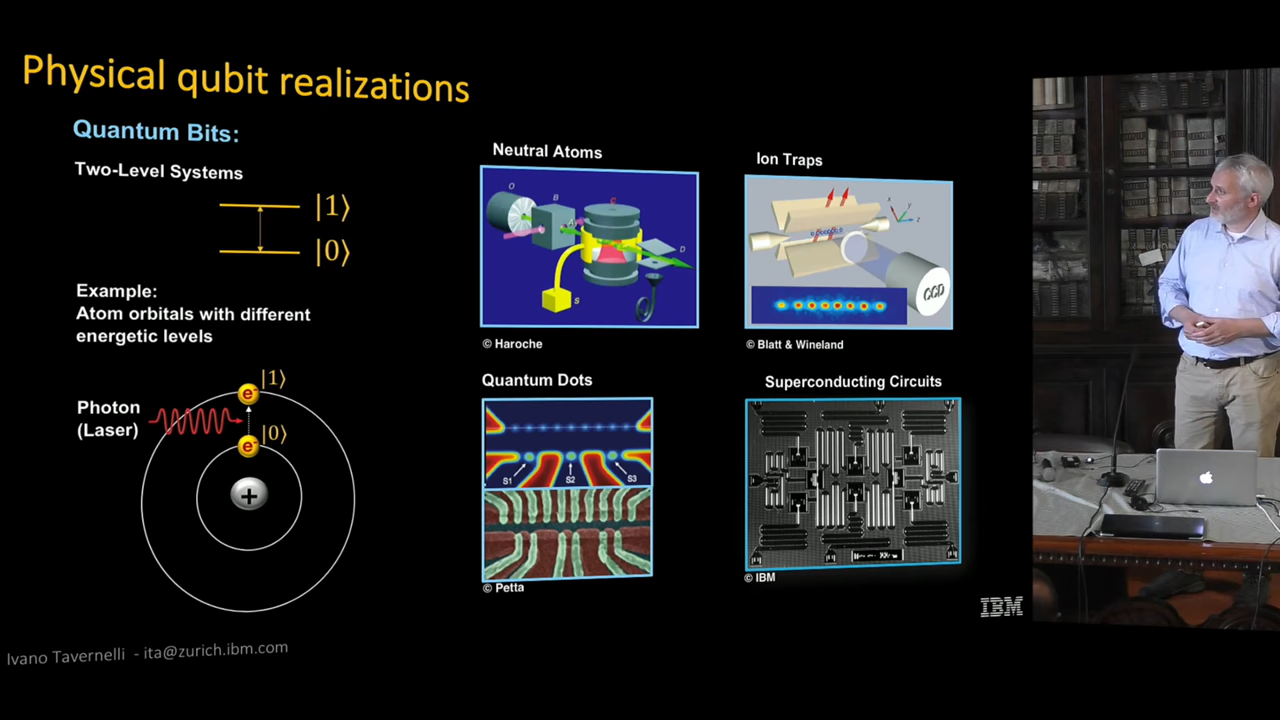 Physical qubit realizations
Quantum Bits:
Two-Level Systems
|1⟩
|0⟩
Example:
Atom orbitals with different
energetic levels
Photon
(Laser)
|1⟩
e-
|0⟩
e-
+
Neutral Atoms
O
B
C
D
S
© Haroche
Ion Traps
x
y
z
CCD
© Blatt & Wineland
Quantum Dots
S1
S2
S3
© Petta
Superconducting Circuits
© IBM
IBM
Ivano Tavernelli - ita@zurich.ibm.com